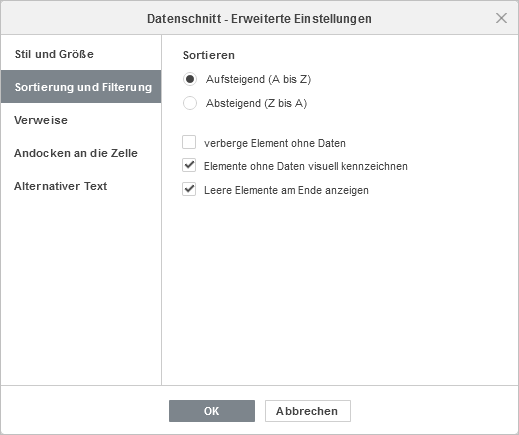 Datenschnitt - Erweiterte Einstellungen
Stil und Größe
Sortierung und Filterung
Verweise
Andocken an die Zelle
Alternativer Text
Sortieren
Aufsteigend (A bis Z)
Absteigend (Z bis A)
verberge Element ohne Daten
Elemente ohne Daten visuell kennzeichnen
Leere Elemente am Ende anzeigen
OK
Abbrechen